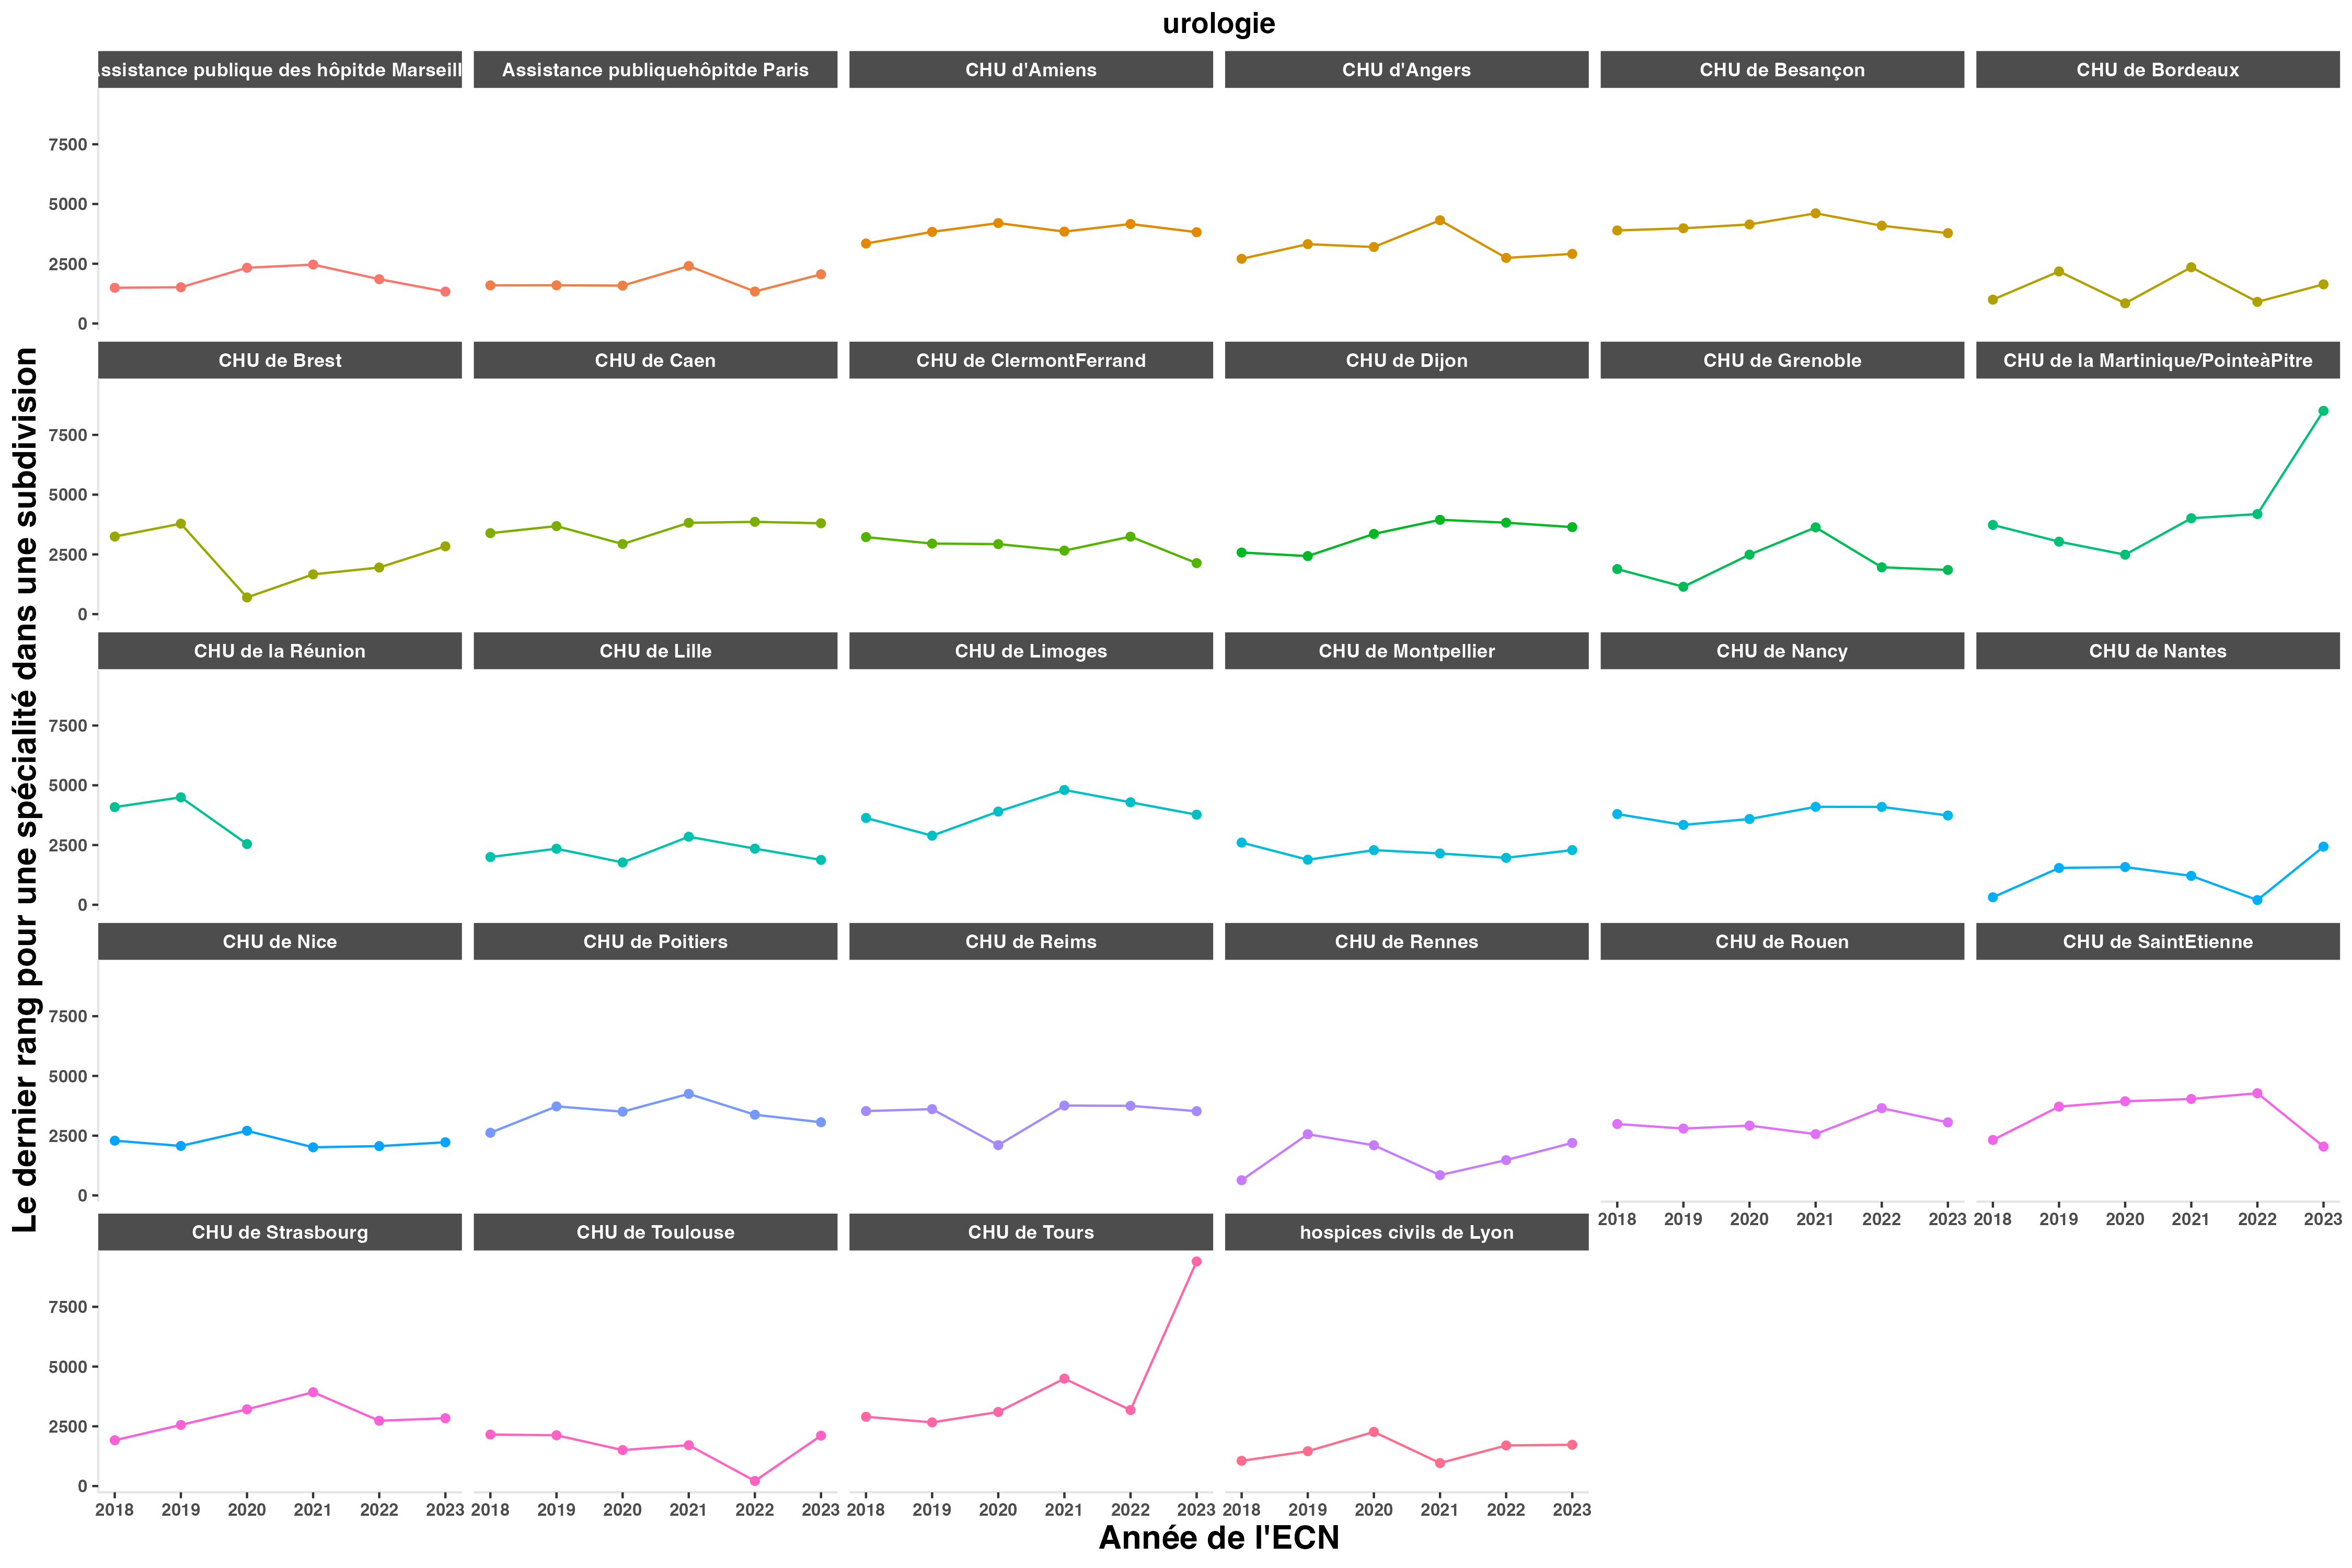 urologie
ssistance publique des hôpitde Marseill
Assistance publiquehôpitde Paris
CHU d'Amiens
CHU d'Angers
CHU de Besançon
CHU de Bordeaux
7500
5000
2500
0
CHU de Brest
CHU de Caen
CHU de ClermontFerrand
CHU de Dijon
CHU de Grenoble
CHU de la Martinique/PointeàPitre
7500
5000
2500
0
CHU de la Réunion
CHU de Lille
CHU de Limoges
CHU de Montpellier
CHU de Nancy
CHU de Nantes
7500
5000
2500
0
CHU de Nice
CHU de Poitiers
CHU de Reims
CHU de Rennes
CHU de Rouen
CHU de SaintEtienne
7500
5000
2500
0
2018 2019 2020 2021 2022 2023
2018 2019 2020 2021 2022 2023
CHU de Strasbourg
CHU de Toulouse
CHU de Tours
hospices civils de Lyon
7500
5000
2500
0
2018 2019 2020 2021 2022 2023
2018 2019 2020 2021 2022 2023
2018 2019 2020 2021 2022 2023
2018 2019 2020 2021 2022 2023
Année de l'ECN
Le dernier rang pour une spécialité dans une subdivision